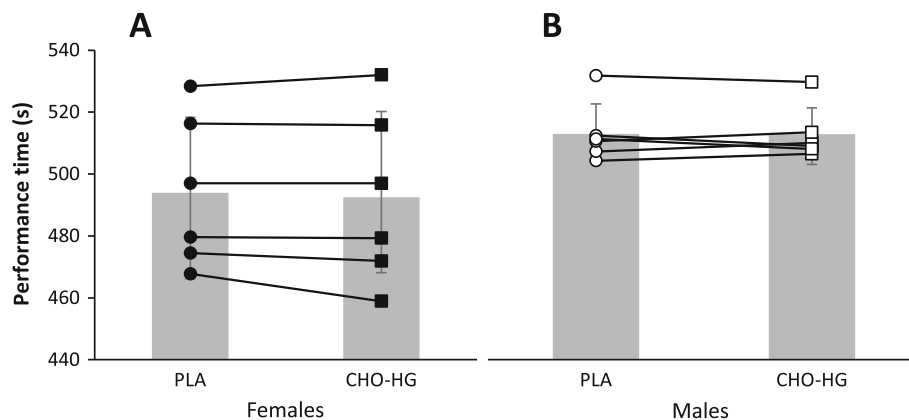 A
B
540
520
500
480
460
440
Performance time (s)
PLA
CHO-HG
PLA
CHO-HG
Females
Males